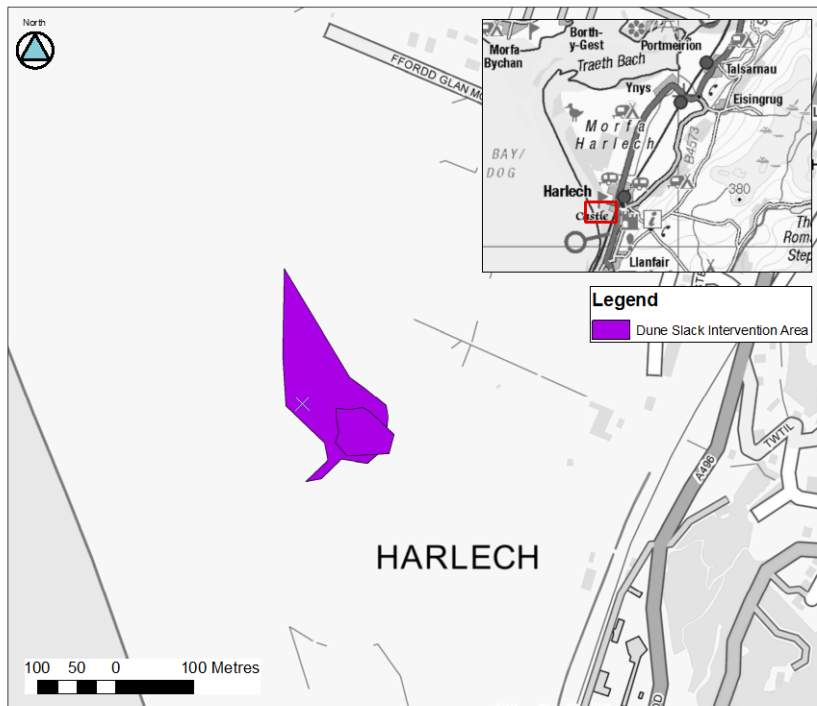 North
FFORDD GLAN MO
HARLECH
TWTIL
A496
Morfa
Bychan
Borth-
y-Gest
Portmeirion
Traeth Bach
Talsarnau
Ynys
Eisingrug
Morfa
Harlech
B4573
BAY/
DOG
Harlech
Castle
380
Llanfair
Th
Rom
Step
Legend
Dune Slack Intervention Area
100 50 0 100 Metres